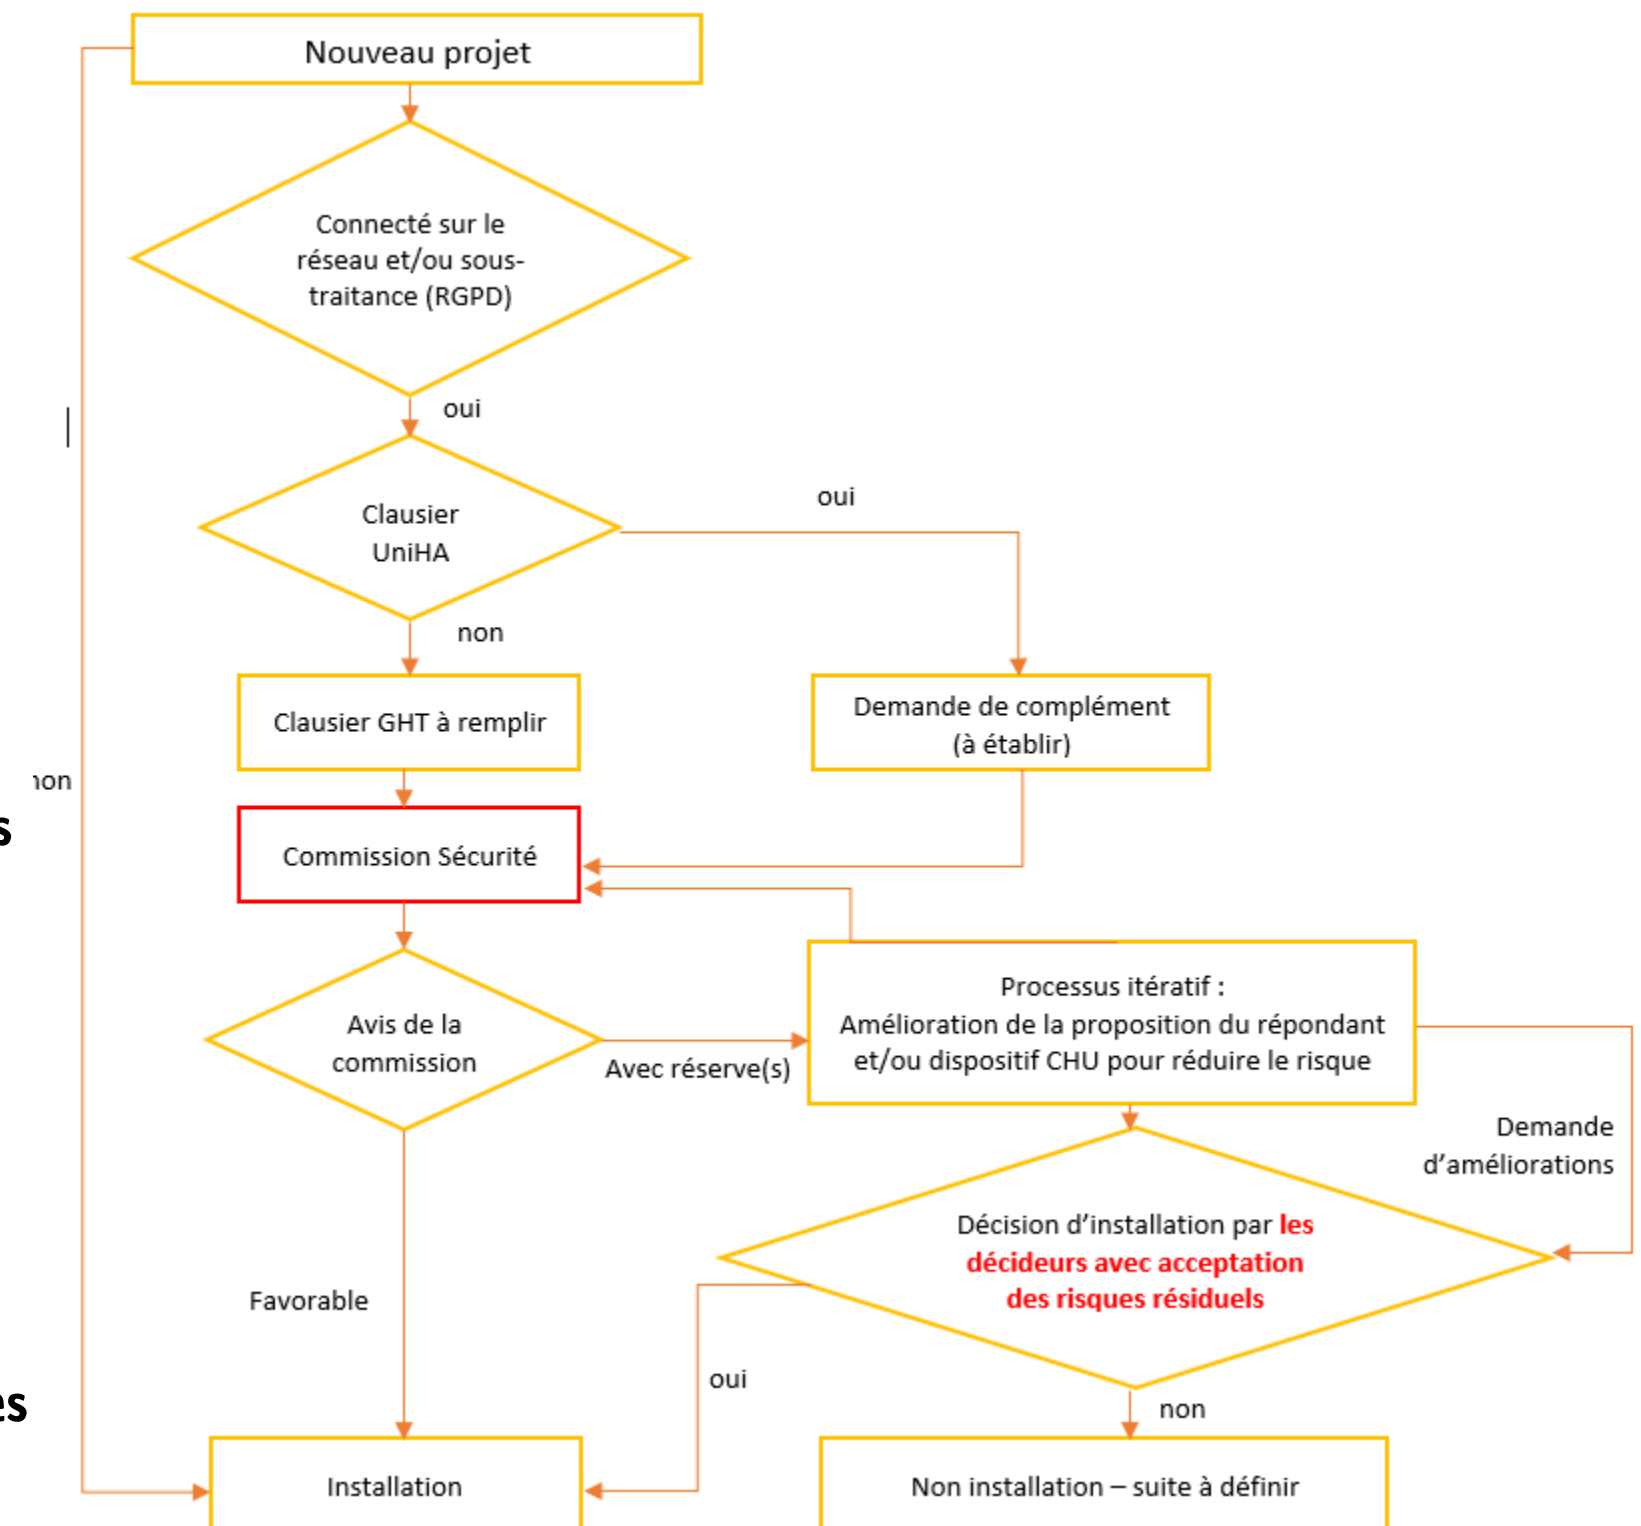 Nouveau projet
Connecté sur le
réseau et/ou sous-
traitance (RGPD)
oui
Clausier
UniHA
oui
non
Clausier GHT à remplir
Demande de complément
(à établir)
Commission Sécurité
Avis de la
commission
Avec réserve(s)
Processus itératif :
Amélioration de la proposition du répondant
et/ou dispositif CHU pour réduire le risque
Demande
d'améliorations
Décision d'installation par les
décideurs avec acceptation
des risques résiduels
Favorable
oui
non
Installation
Non installation – suite à définir
non
s
es